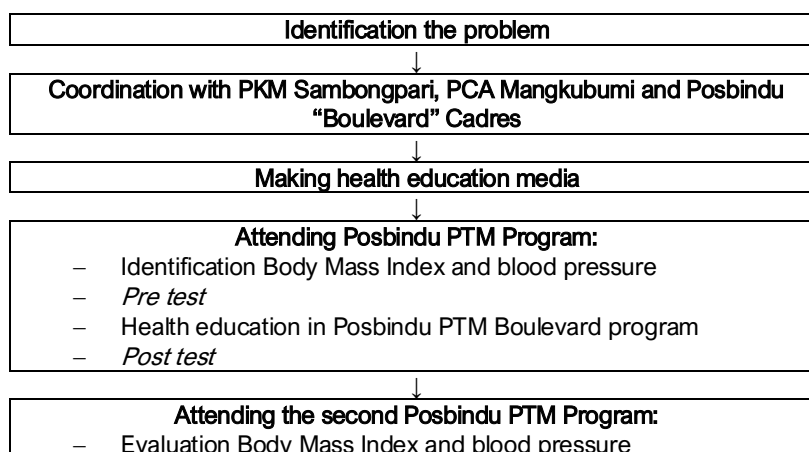 Identification the problem
↓
Coordination with PKM Sambongpari, PCA Mangkubumi and Posbindu
“Boulevard” Cadres
↓
Making health education media
↓
Attending Posbindu PTM Program:
– Identification Body Mass Index and blood pressure
– Pre test
– Health education in Posbindu PTM Boulevard program
– Post test
↓
Attending the second Posbindu PTM Program:
– Evaluation Body Mass Index and blood pressure